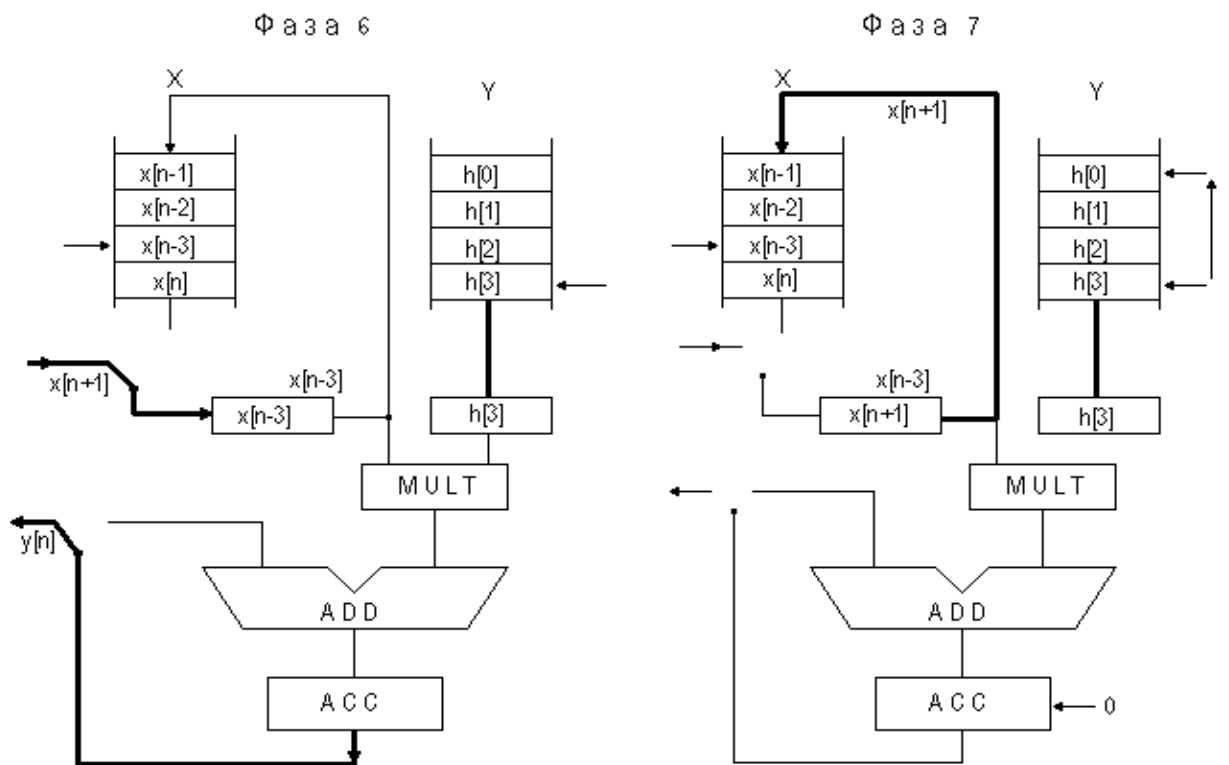 Фаза 6
X
Y
x[n-1]
x[n-2]
x[n-3]
x[n]
h[0]
h[1]
h[2]
h[3]
x[n+1]
x[n-3]
x[n-3]
h[3]
MULT
y[n]
ADD
ACC
Фаза 7
X
Y
x[n+1]
x[n-1]
x[n-2]
x[n-3]
x[n]
h[0]
h[1]
h[2]
h[3]
x[n-3]
x[n+1]
h[3]
MULT
ADD
ACC
0